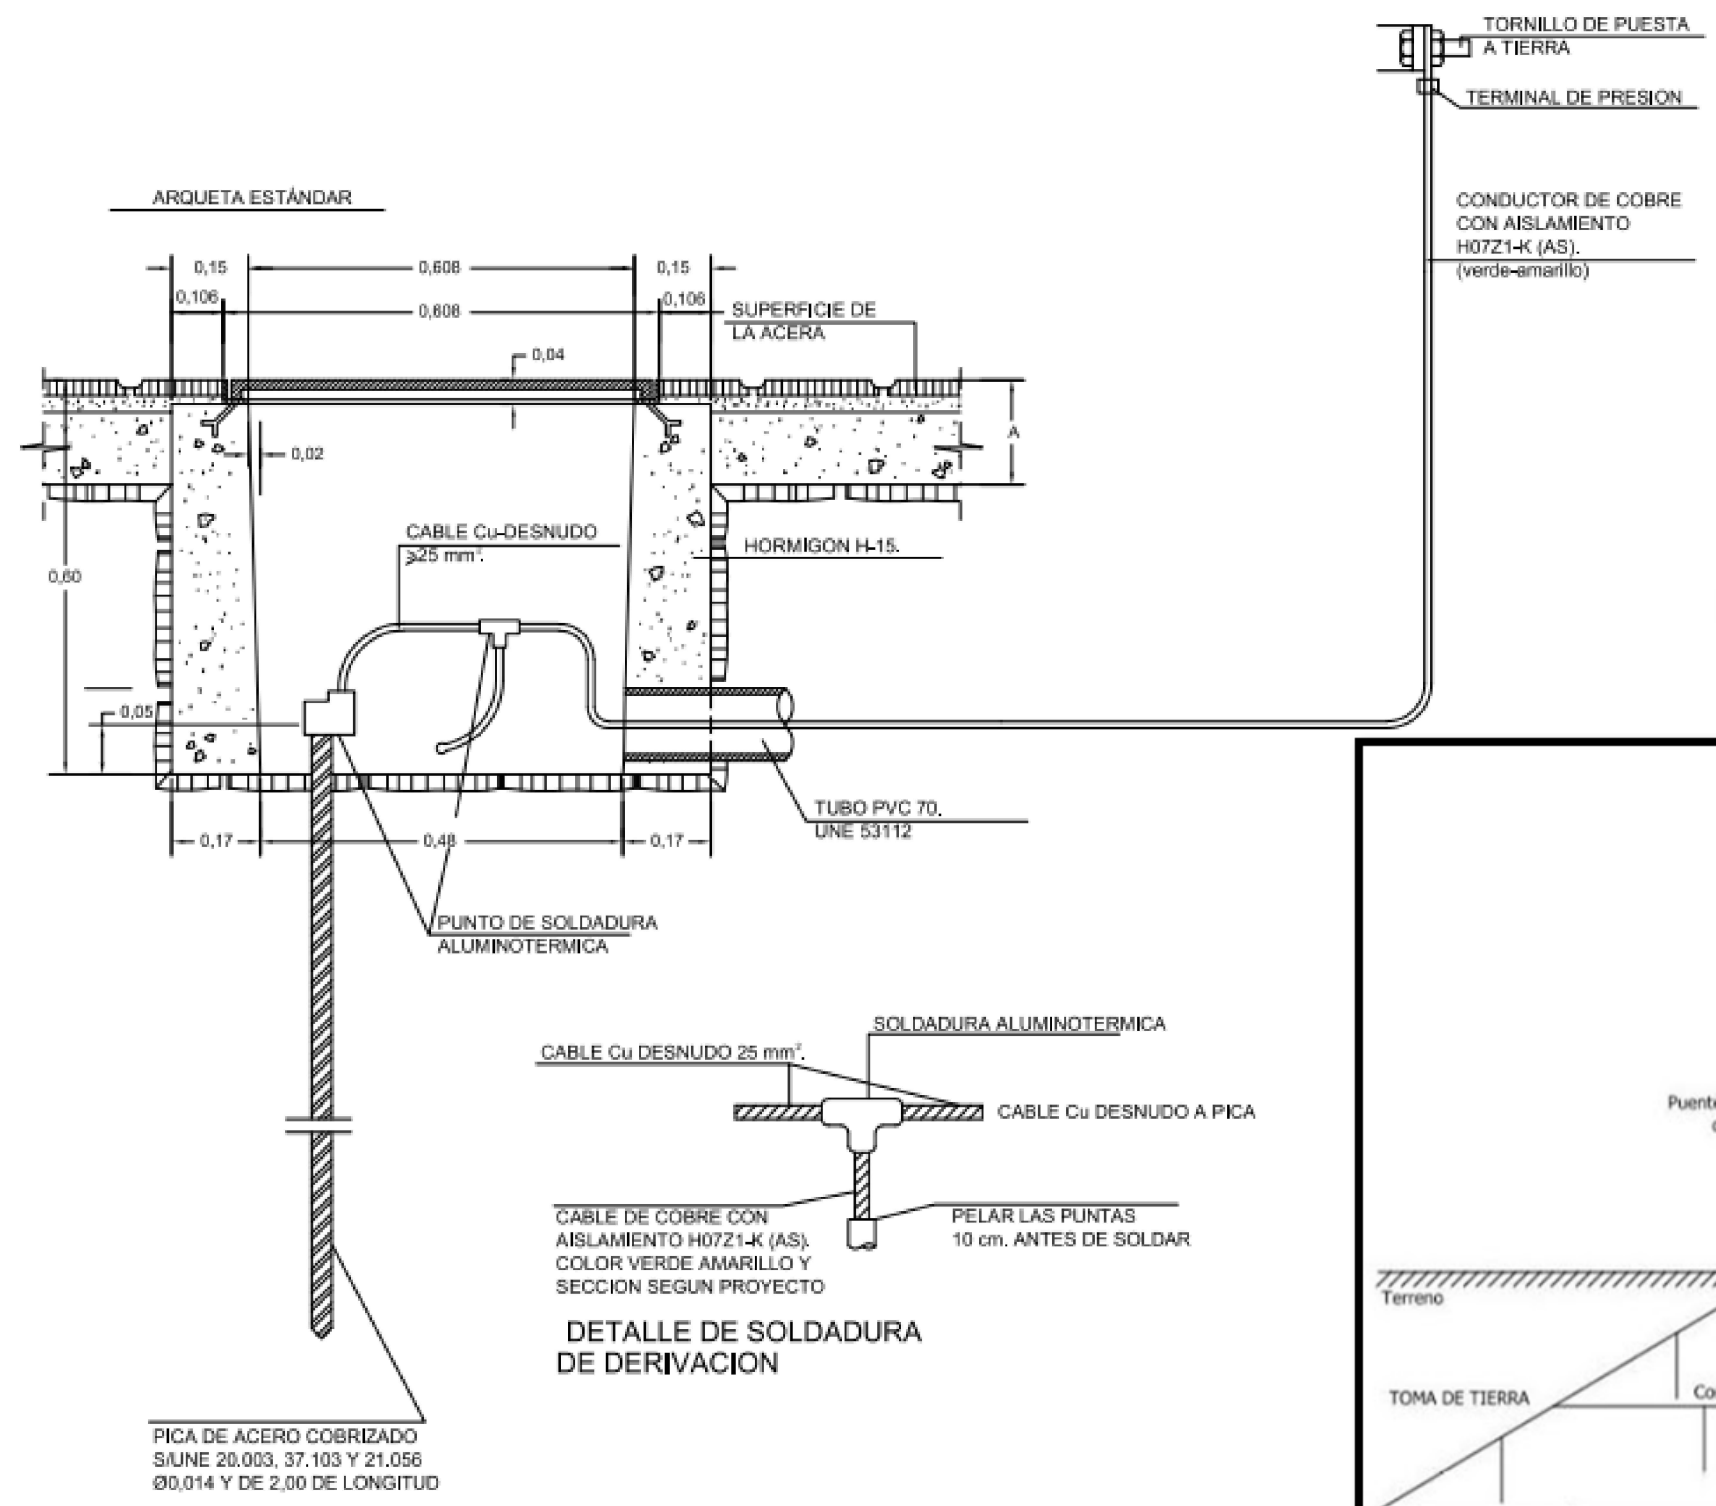 TORNILLO DE PUESTA
A TIERRA
TERMINAL DE PRESION
CONDUCTOR DE COBRE
CON AISLAMIENTO
H07Z1-K (AS).
(verde-amarillo)
ARQUETA ESTÁNDAR
0,15
0,608
0,15
0,106
0,608
0,106
SUPERFICIE DE
LA ACERA
0,04
A
0,02
CABLE Cu-DESNUDO
≥25 mm².
HORMIGON H-15.
0,60
0,05
TUBO PVC 70.
UNE 53112
0,17
0,48
0,17
PUNTO DE SOLDADURA
ALUMINOTERMICA
SOLDADURA ALUMINOTERMICA
CABLE Cu DESNUDO 25 mm².
CABLE Cu DESNUDO A PICA
CABLE DE COBRE CON
AISLAMIENTO H07Z1-K (AS).
COLOR VERDE AMARILLO Y
SECCION SEGUN PROYECTO
PELAR LAS PUNTAS
10 cm. ANTES DE SOLDAR
DETALLE DE SOLDADURA
DE DERIVACION
PICA DE ACERO COBRIZADO
S/UNE 20.003, 37.103 Y 21.056
Ø0,014 Y DE 2,00 DE LONGITUD
Terreno
TOMA DE TIERRA